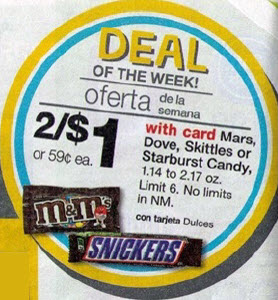 DEAL
OF THE WEEK!
oferta de la
semana
2/$1
or 59¢ ea.
with card Mars,
Dove, Skittles or
Starburst Candy,
1.14 to 2.17 oz.
Limit 6. No limits
in NM.
con tarjeta Dulces
m&m's
SNICKERS